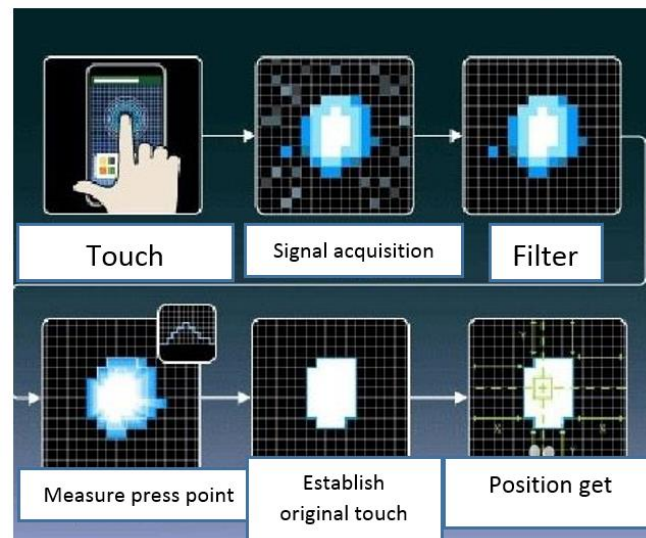 Touch
Signal acquisition
Filter
Measure press point
Establish
original touch
Position get
Y
X
X
Y